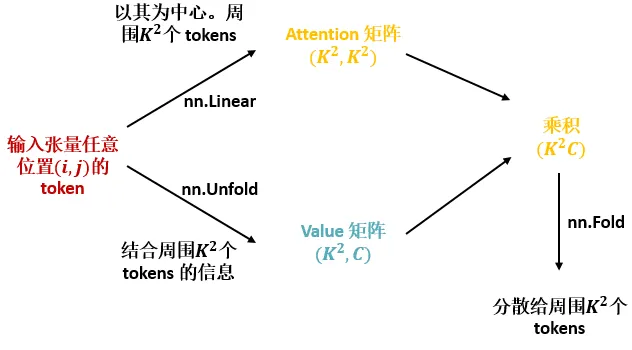 以其为中心。周
围K²个 tokens
Attention 矩阵
(K², K²)
nn.Linear
输入张量任意
位置(i, j)的
token
乘积
(K²C)
nn.Unfold
nn.Fold
Value 矩阵
(K², C)
结合周围K²个
tokens 的信息
分散给周围K²个
tokens